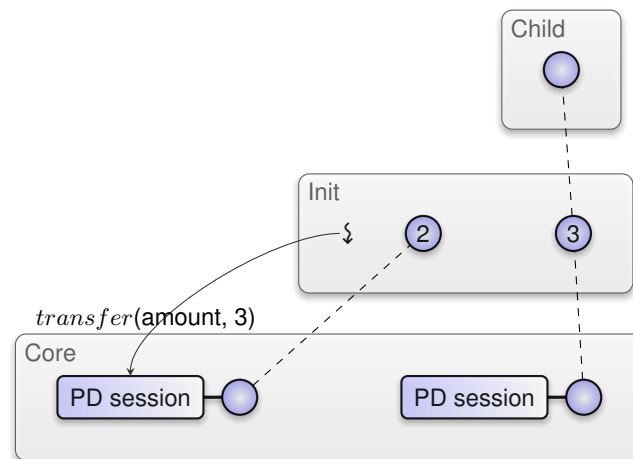 Child
Init
2
3
transfer(amount, 3)
Core
PD session
PD session